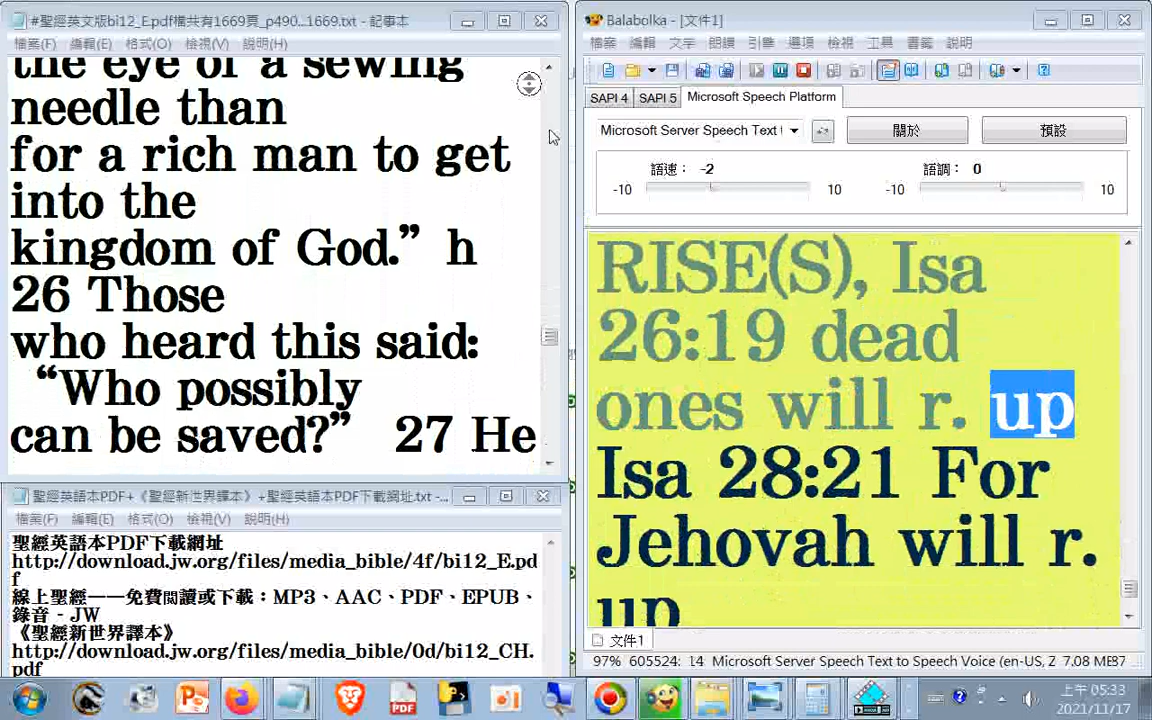 #聖經英文版bi12_E.pdf檔共有1669頁_p490...1669.txt - 記事本
檔案(F) 編輯(E) 格式(O) 檢視(V) 說明(H)
the eye of a sewing
needle than
for a rich man to get
into the
kingdom of God.” h
26 Those
who heard this said:
“Who possibly
can be saved?” 27 He
聖經英語本PDF+《聖經新世界譯本》+聖經英語本PDF下載網址.txt -...
檔案(F) 編輯(E) 格式(O) 檢視(V) 說明(H)
聖經英語本PDF下載網址
http://download.jw.org/files/media_bible/4f/bi12_E.pd
f
線上聖經——免費閱讀或下載：MP3、AAC、PDF、EPUB、
錄音 - JW
《聖經新世界譯本》
http://download.jw.org/files/media_bible/0d/bi12_CH.
pdf
Balabolka - [文件1]
檔案 編輯 文字 朗讀 引擎 選項 檢視 工具 書籤 說明
SAPI 4 SAPI 5 Microsoft Speech Platform
Microsoft Server Speech Text 關於 預設
語速： -2 語調： 0
-10 10 -10 10
RISE(S), Isa
26:19 dead
ones will r. up
Isa 28:21 For
Jehovah will r.
up
文件1
97% 605524: 14 Microsoft Server Speech Text to Speech Voice (en-US, Z 7.08 ME87
PDF
上午 05:33
2021/11/17